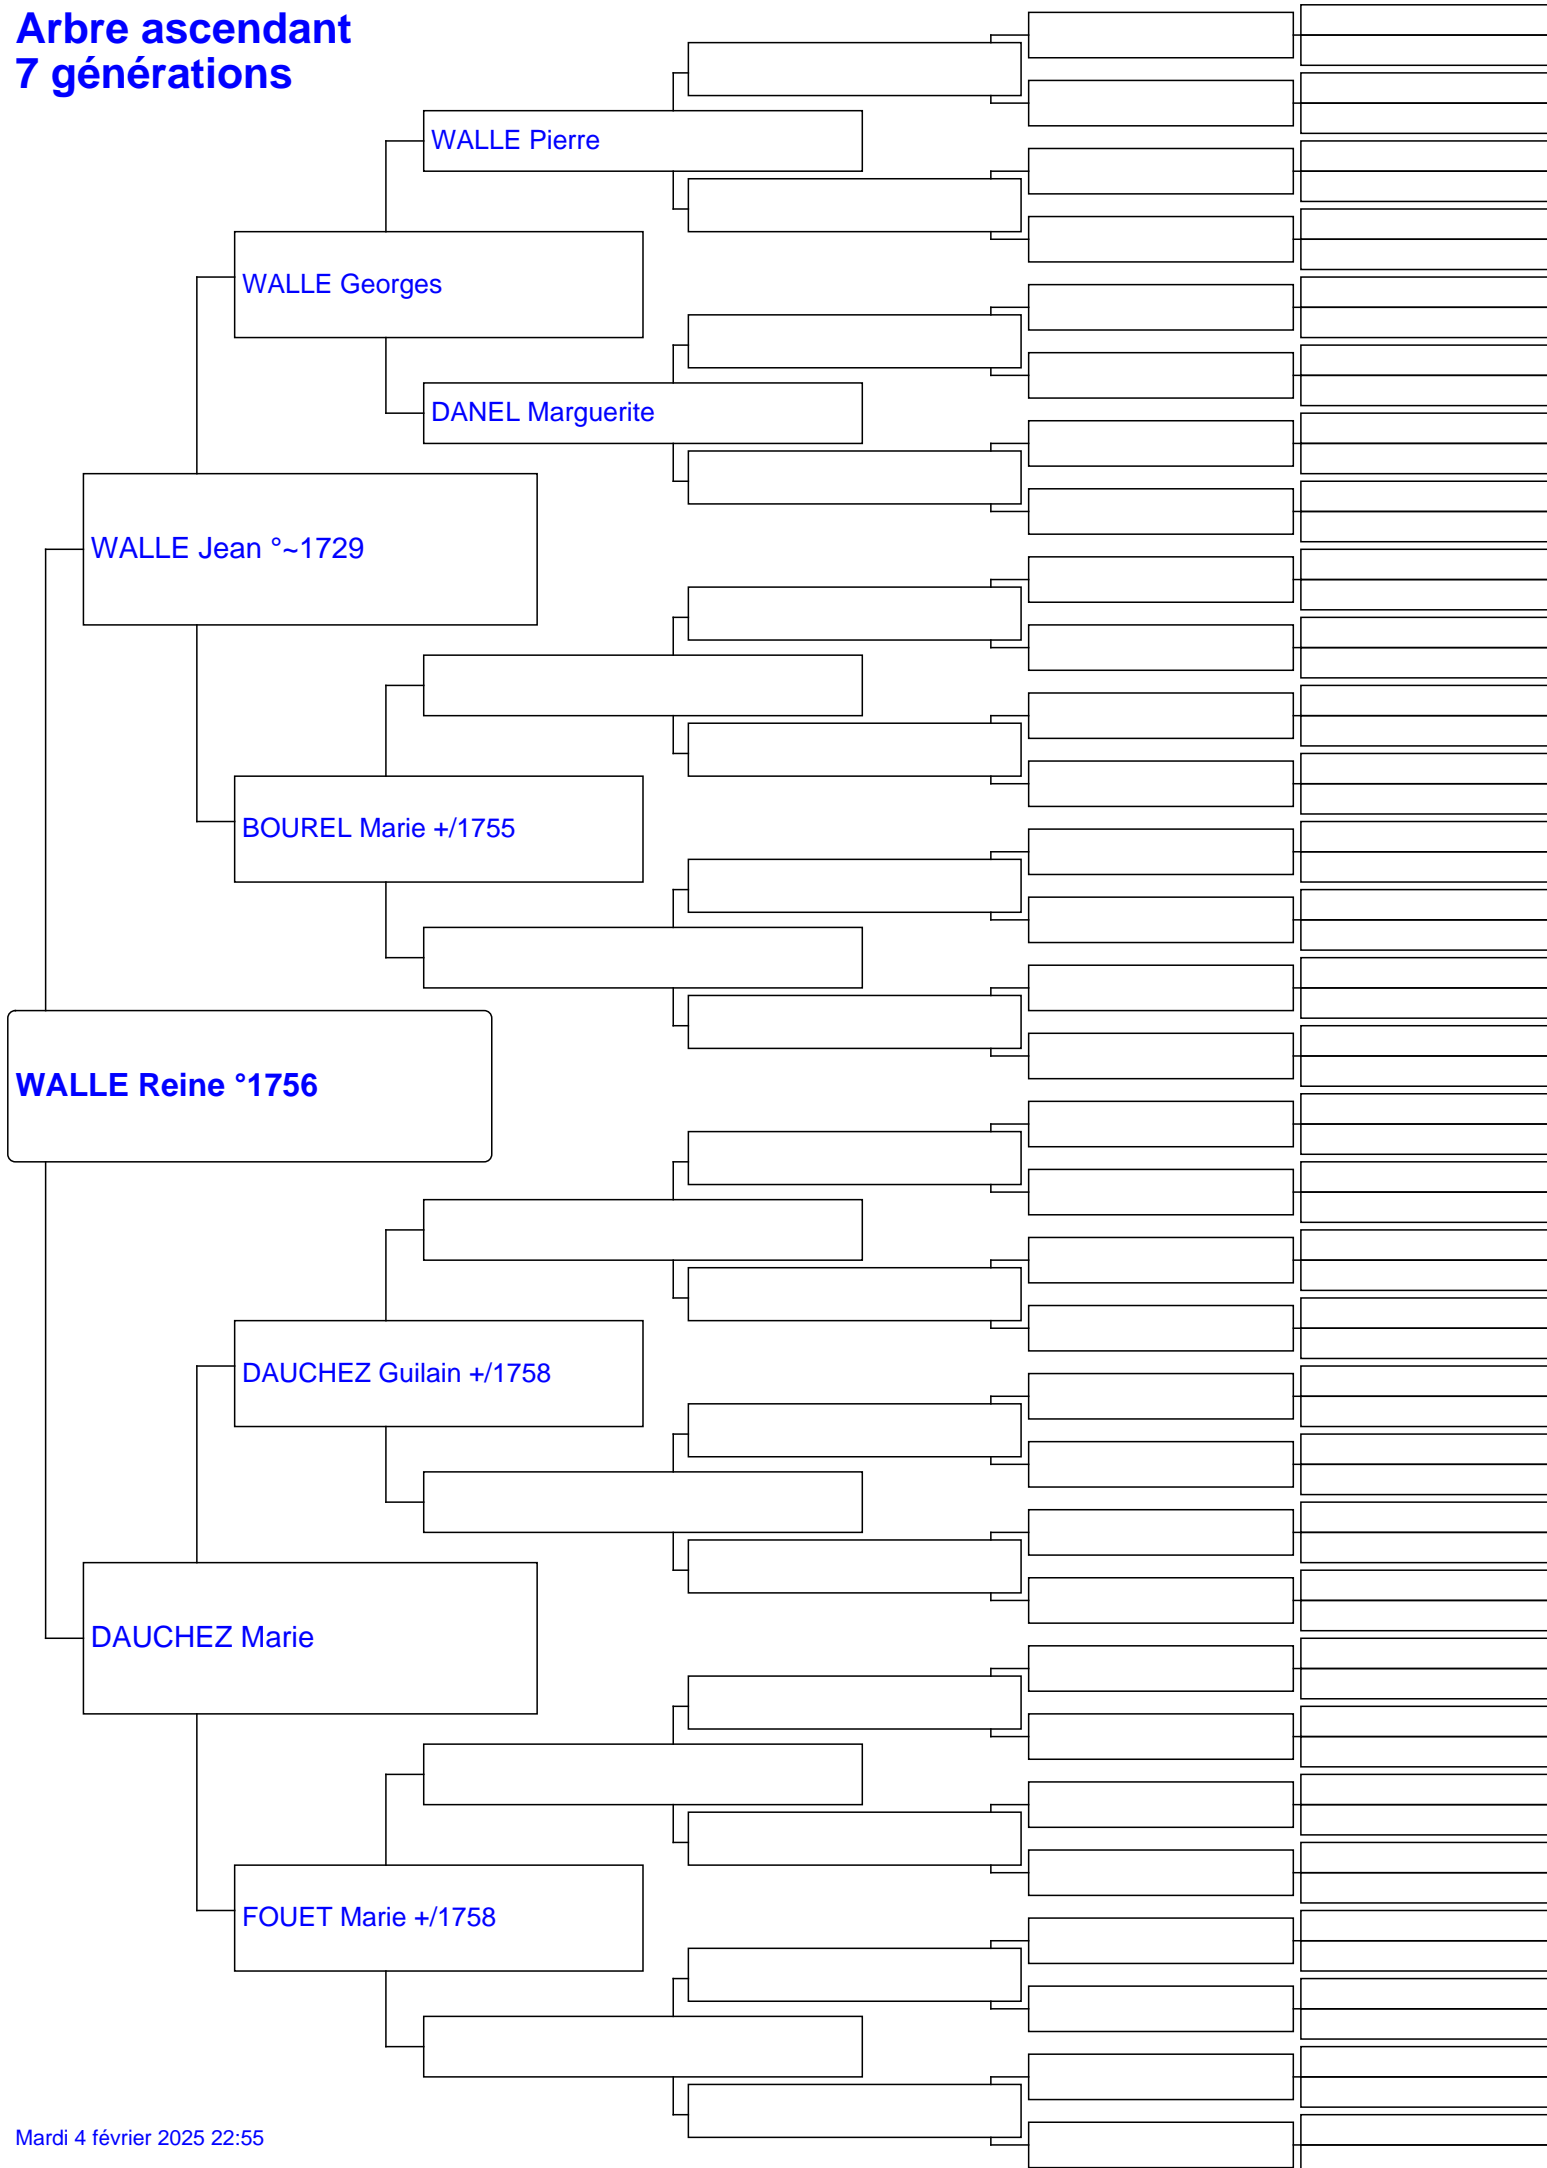 Arbre ascendant
7 générations
WALLE Pierre
WALLE Georges
DANEL Marguerite
WALLE Jean °~1729
BOUREL Marie +/1755
WALLE Reine °1756
DAUCHEZ Guilain +/1758
DAUCHEZ Marie
FOUET Marie +/1758
Mardi 4 février 2025 22:55